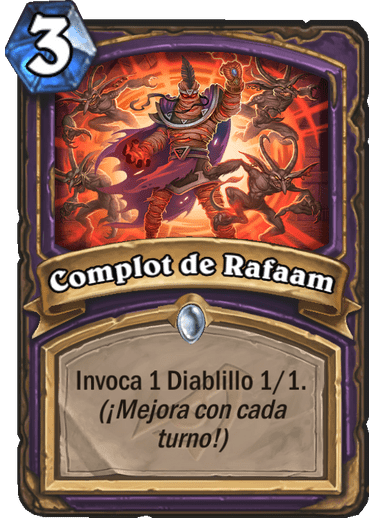 3
Complot de Rafaam
Invoca 1 Diablillo 1/1.
(¡Mejora con cada
turno!)